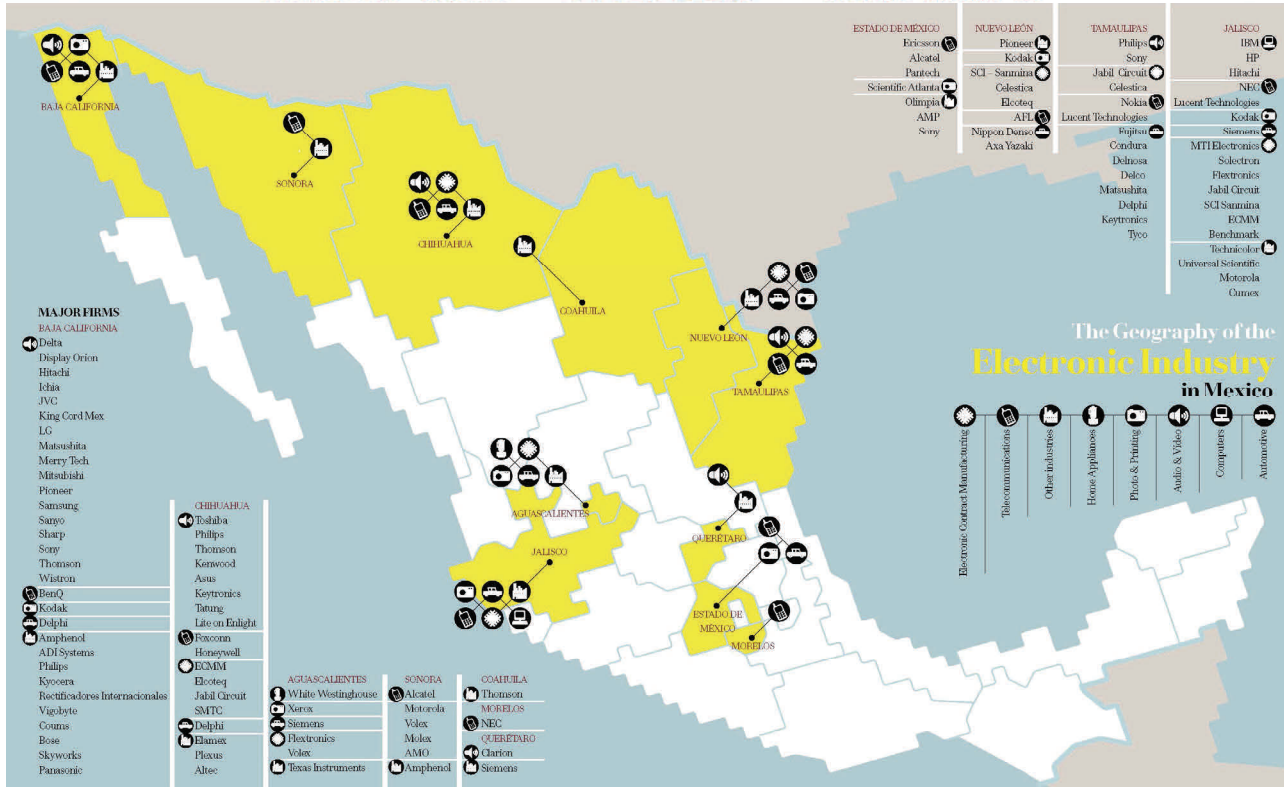 ESTADO DE MÉXICO
Ericsson
Alcatel
Pantech
Scientific Atlanta
Olimpia
AMP
Sony
NUEVO LEÓN
Pioneer
Kodak
SCI – Sanmina
Celestica
Elcoteq
AFL
Nippon Denso
Axa Yazaki
TAMAULIPAS
Philips
Sony
Jabil Circuit
Celestica
Nokia
Lucent Technologies
Fujitsu
Condura
Delnosa
Delco
Matsushita
Delphi
Keytronics
Tyco
JALISCO
IBM
HP
Hitachi
NEC
Lucent Technologies
Kodak
Siemens
MTI Electronics
Solectron
Flextronics
Jabil Circuit
SCI Sanmina
ECMM
Benchmark
Technicolor
Universal Scientific
Motorola
Cumex
BAJA CALIFORNIA
SONORA
CHIHUAHUA
COAHUILA
NUEVO LEÓN
TAMAULIPAS
AGUASCALIENTES
QUERÉTARO
JALISCO
ESTADO DE
MÉXICO
MORELOS
The Geography of the
Electronic Industry
in Mexico
Electronic Contract Manufacturing
Telecommunications
Other industries
Home Appliances
Photo & Printing
Audio & Video
Computers
Automotive
MAJOR FIRMS
BAJA CALIFORNIA
Delta
Display Orion
Hitachi
Ichia
JVC
King Cord Mex
LG
Matsushita
Merry Tech
Mitsubishi
Pioneer
Samsung
Sanyo
Sharp
Sony
Thomson
Wistron
BenQ
Kodak
Delphi
Amphenol
ADI Systems
Philips
Kyocera
Rectificadores Internacionales
Vigobyte
Coums
Bose
Skyworks
Panasonic
CHIHUAHUA
Toshiba
Philips
Thomson
Kenwood
Asus
Keytronics
Tatung
Lite on Enlight
Foxconn
Honeywell
ECMM
Elcoteq
Jabil Circuit
SMTC
Delphi
Elamex
Plexus
Altec
AGUASCALIENTES
White Westinghouse
Xerox
Siemens
Flextronics
Volex
Texas Instruments
SONORA
Alcatel
Motorola
Volex
Molex
AMO
Amphenol
COAHUILA
Thomson
MORELOS
NEC
QUERÉTARO
Clarion
Siemens